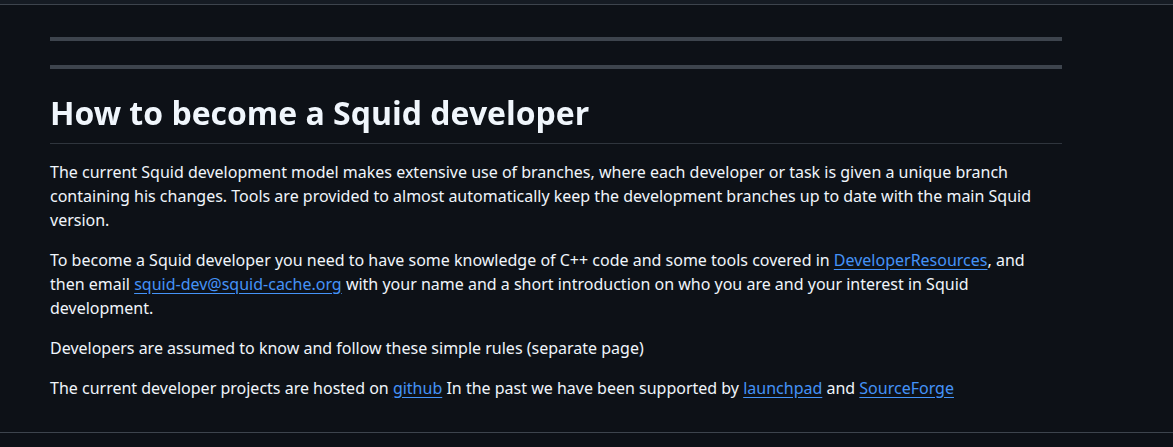 How to become a Squid developer
The current Squid development model makes extensive use of branches, where each developer or task is given a unique branch
containing his changes. Tools are provided to almost automatically keep the development branches up to date with the main Squid
version.
To become a Squid developer you need to have some knowledge of C++ code and some tools covered in DeveloperResources, and
then email squid-dev@squid-cache.org with your name and a short introduction on who you are and your interest in Squid
development.
Developers are assumed to know and follow these simple rules (separate page)
The current developer projects are hosted on github In the past we have been supported by launchpad and SourceForge